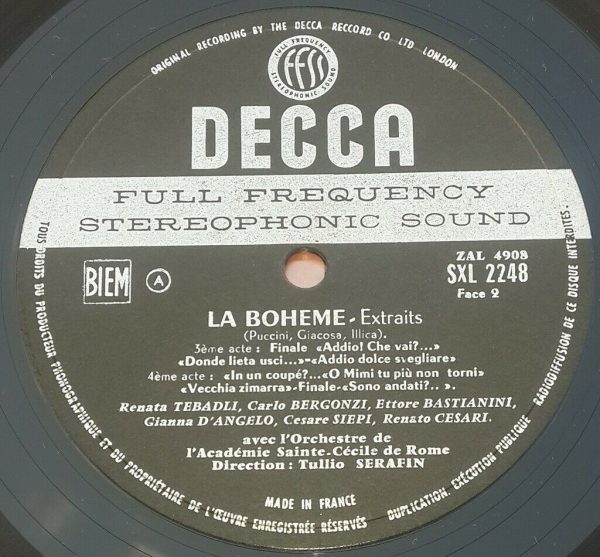 ORIGINAL RECORDING BY THE DECCA RECCORD CO LTD LONDON
FULL FREQUENCY
ffss
STEREOPHONIC-SOUND
DECCA
FULL FREQUENCY
STEREOPHONIC SOUND
BIEM
A
ZAL 4908
SXL 2248
Face 2
LA BOHEME - Extraits
(Puccini, Giacosa, Illica).
3ème acte : Finale «Addio! Che vai?...»
«Donde lieta usci...»-«Addio dolce svegliare»
4ème acte : «In un coupé?...«O Mimi tu più non torni»
«Vecchia zimarra»-Finale-«Sono andati?.. ».
Renata TEBADLI, Carlo BERGONZI, Ettore BASTIANINI,
Gianna D'ANGELO, Cesare SIEPI, Renato CESARI.
avec l'Orchestre de
l'Académie Sainte-Cécile de Rome
Direction : Tullio SERAFIN
MADE IN FRANCE
TOUS DROITS DU PRODUCTEUR PHONOGRAPHIQUE ET DU PROPRIÉTAIRE DE L'ŒUVRE ENREGISTRÉE RÉSERVÉS
DUPLICATION. EXÉCUTION PUBLIQUE. RADIODIFFUSION DE CE DISQUE INTERDITES.